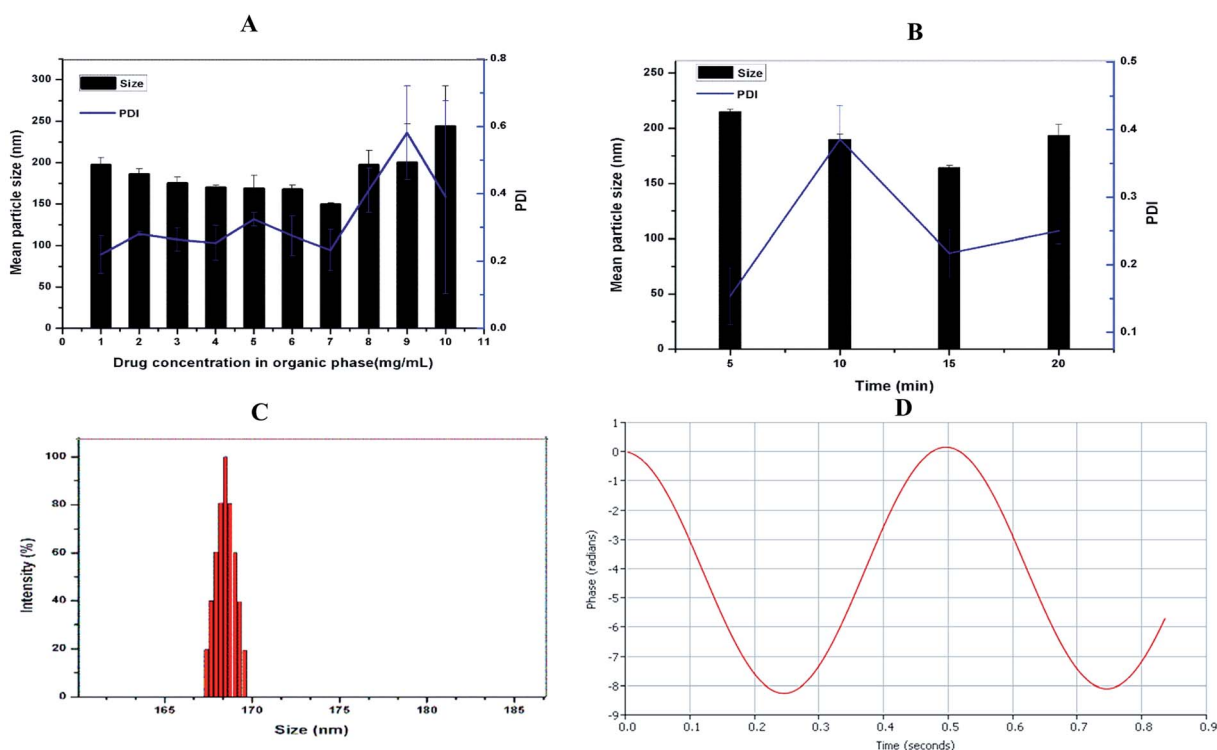 A
Size
PDI
Mean particle size (nm)
300
250
200
150
100
50
0
0.8
0.6
0.4
0.2
0.0
PDI
0 1 2 3 4 5 6 7 8 9 10 11
Drug concentration in organic phase(mg/mL)
B
Size
PDI
Mean particle size (nm)
250
200
150
100
50
0
0.5
0.4
0.3
0.2
0.1
PDI
5 10 15 20
Time (min)
C
Intensity (%)
100
80
60
40
20
0
165 170 175 180 185
Size (nm)
D
Phase (radians)
1
0
-1
-2
-3
-4
-5
-6
-7
-8
-9
0.0 0.1 0.2 0.3 0.4 0.5 0.6 0.7 0.8 0.9
Time (seconds)